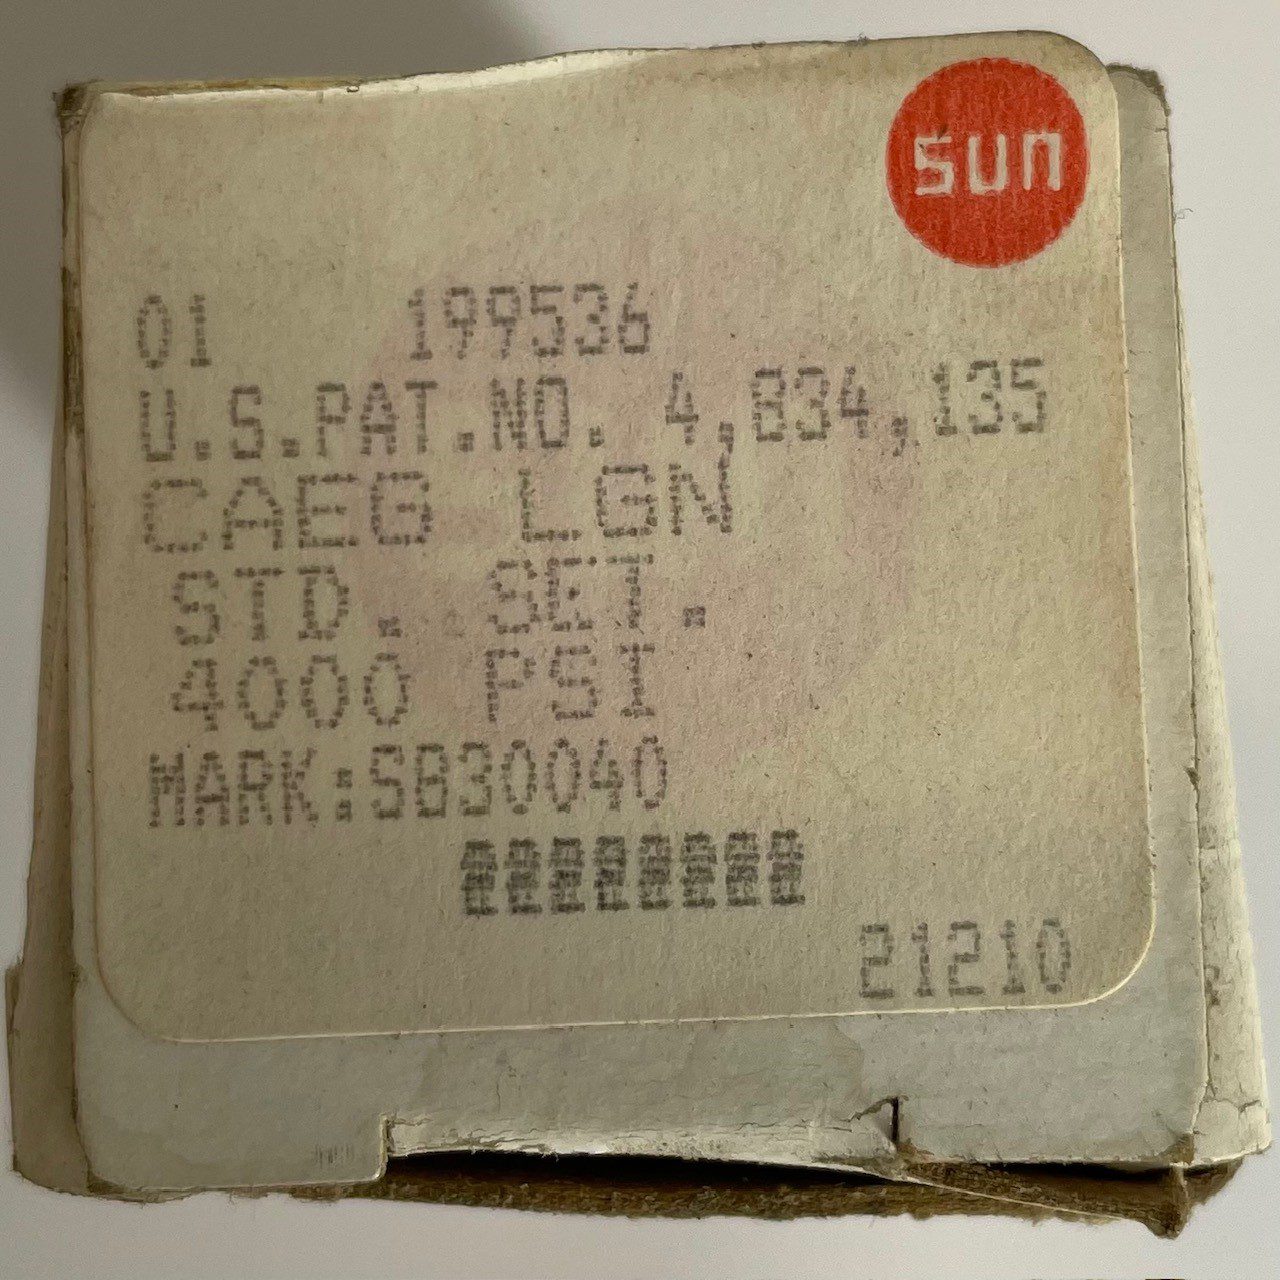 sun
01 199536
U.S.PAT.NO. 4,834,135
CAEG LGN
STD. SET.
4000 PSI
MARK:SB30040
21210